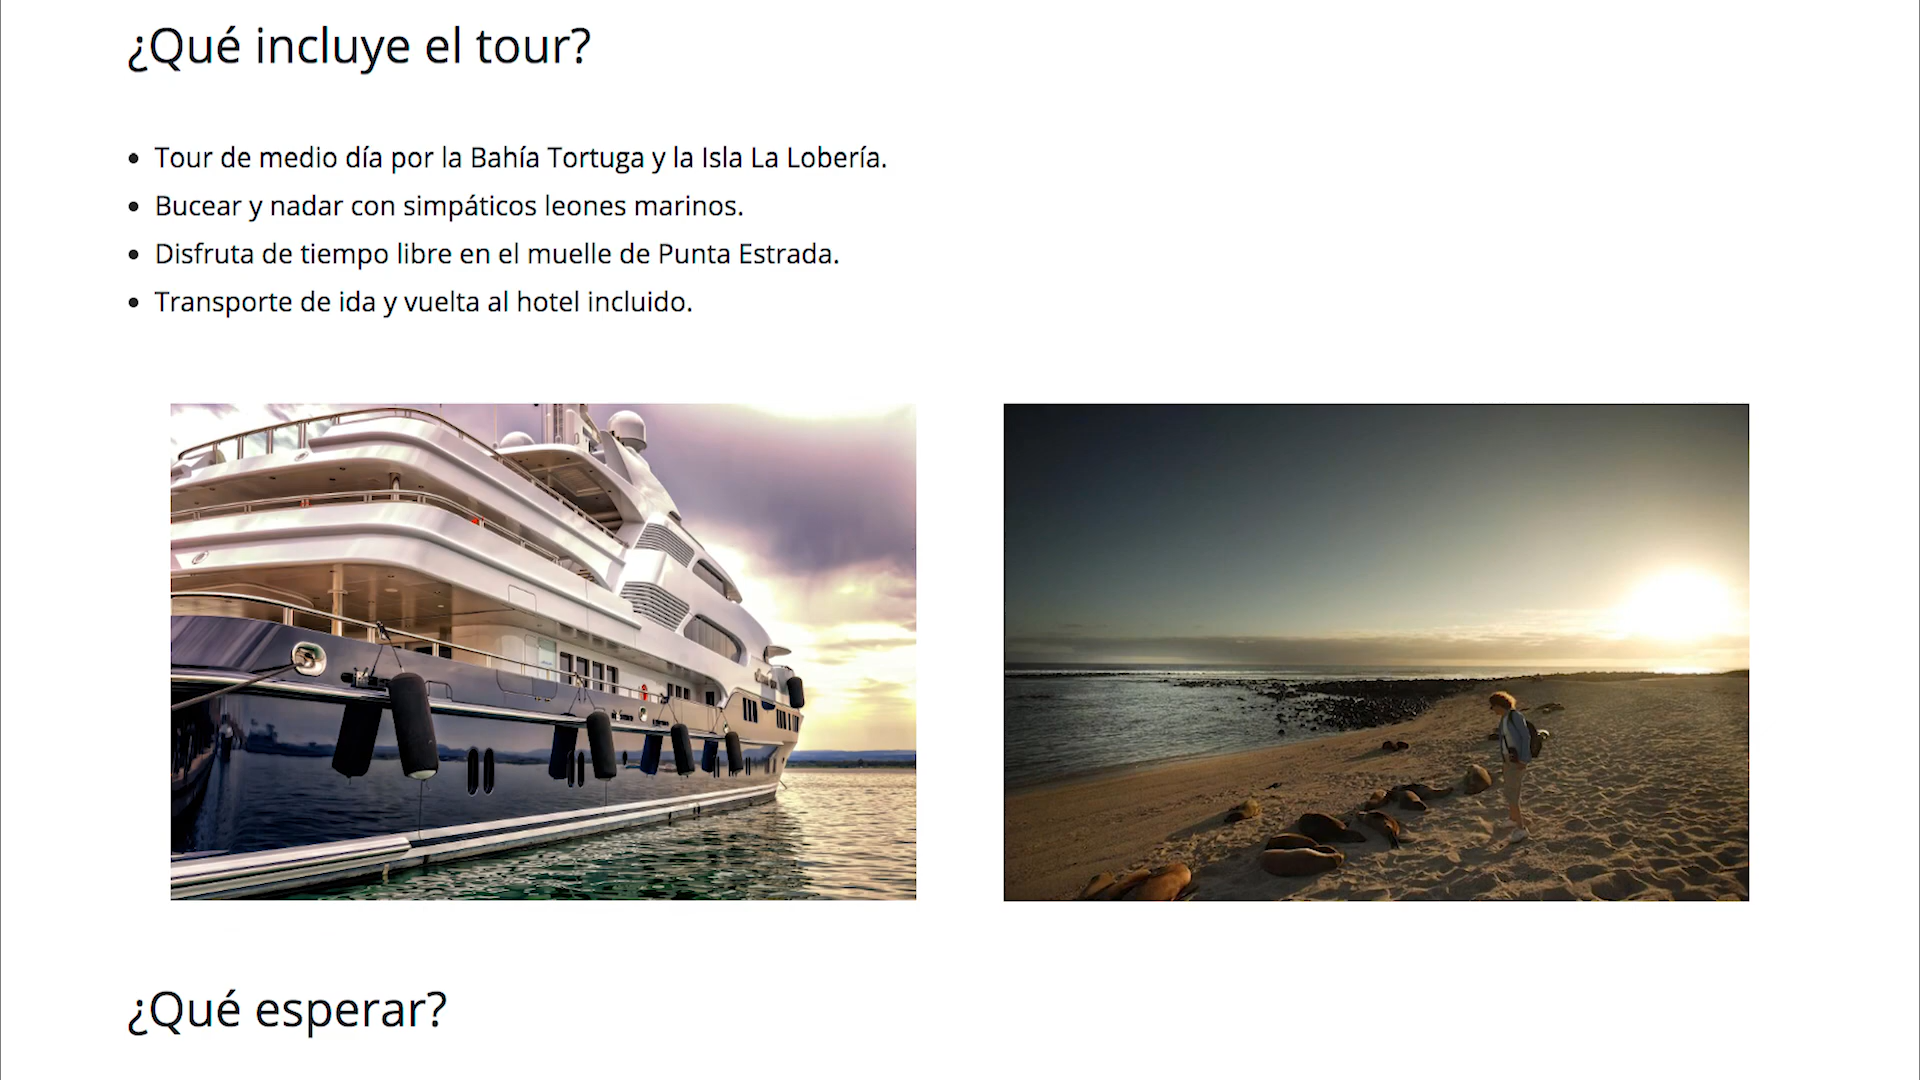 ¿Qué incluye el tour?
Tour de medio día por la Bahía Tortuga y la Isla La Lobería.
Bucear y nadar con simpáticos leones marinos.
Disfruta de tiempo libre en el muelle de Punta Estrada.
Transporte de ida y vuelta al hotel incluido.
¿Qué esperar?